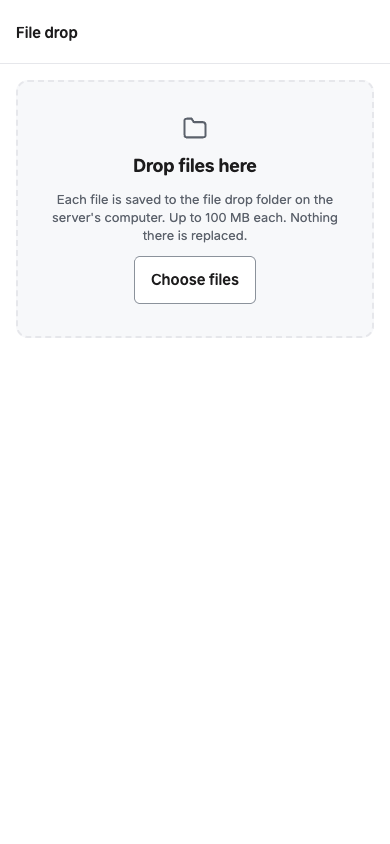 File drop
Drop files here
Each file is saved to the file drop folder on the
server's computer. Up to 100 MB each. Nothing
there is replaced.
Choose files